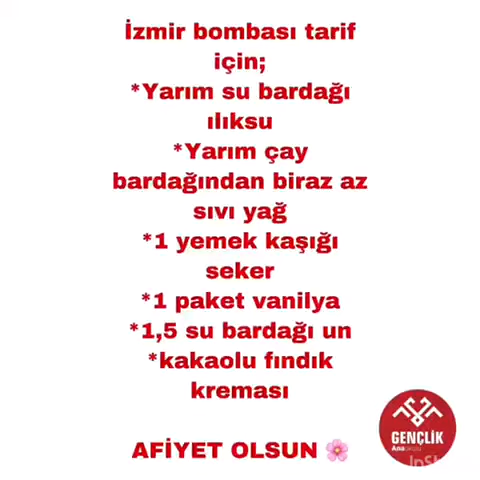 İzmir bombası tarif
için;
*Yarım su bardağı
ılıksu
*Yarım çay
bardağından biraz az
sıvı yağ
*1 yemek kaşığı
seker
*1 paket vanilya
*1,5 su bardağı un
*kakaolu fındık
kreması
AFİYET OLSUN 🌸
GENÇLİK